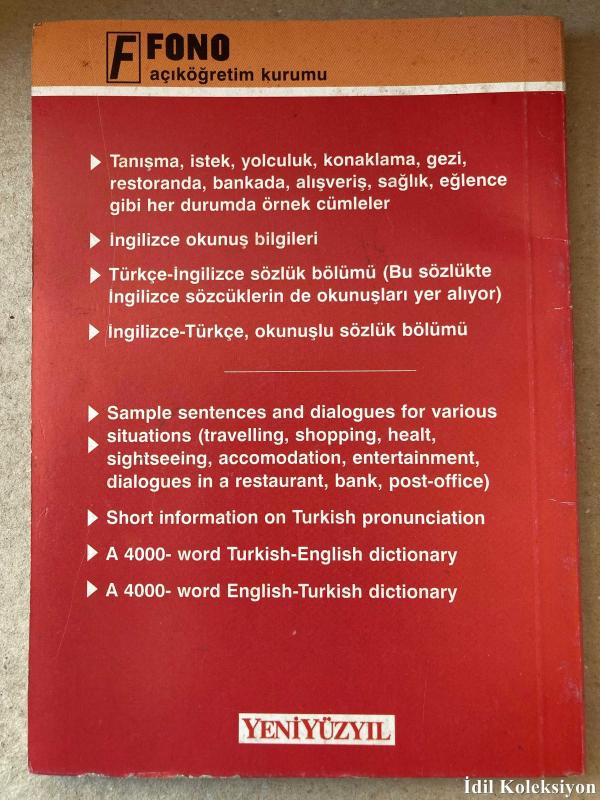 F FONO
açıköğretim kurumu
Tanışma, istek, yolculuk, konaklama, gezi,
restoranda, bankada, alışveriş, sağlık, eğlence
gibi her durumda örnek cümleler
İngilizce okunuş bilgileri
Türkçe-İngilizce sözlük bölümü (Bu sözlükte
İngilizce sözcüklerin de okunuşları yer alıyor)
İngilizce-Türkçe, okunuşlu sözlük bölümü
Sample sentences and dialogues for various
situations (travelling, shopping, healt,
sightseeing, accomodation, entertainment,
dialogues in a restaurant, bank, post-office)
Short information on Turkish pronunciation
A 4000- word Turkish-English dictionary
A 4000- word English-Turkish dictionary
YENİYÜZYIL
İdil Koleksiyon